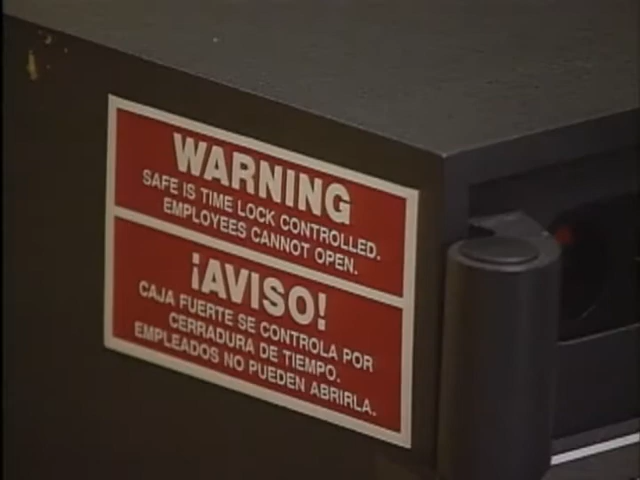 WARNING
SAFE IS TIME LOCK CONTROLLED.
EMPLOYEES CANNOT OPEN.
¡AVISO!
CAJA FUERTE SE CONTROLA POR
CERRADURA DE TIEMPO.
EMPLEADOS NO PUEDEN ABRIRLA.